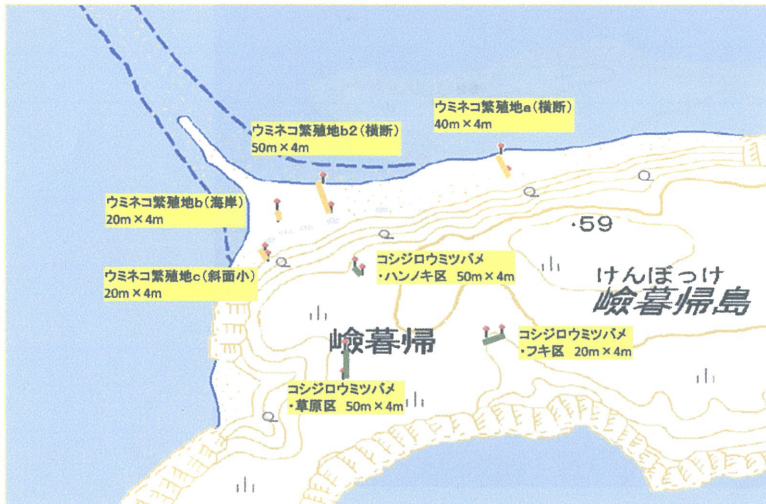 ウミネコ繁殖地a(横断)
40m×4m
ウミネコ繁殖地b2(横断)
50m×4m
ウミネコ繁殖地b(海岸)
20m×4m
・59
コシジロウミツバメ
・ハンノキ区 50m×4m
ウミネコ繁殖地c(斜面小)
20m×4m
けんぼっけ
嶮暮帰島
嶮暮帰
コシジロウミツバメ
・フキ区 20m×4m
コシジロウミツバメ
・草原区 50m×4m